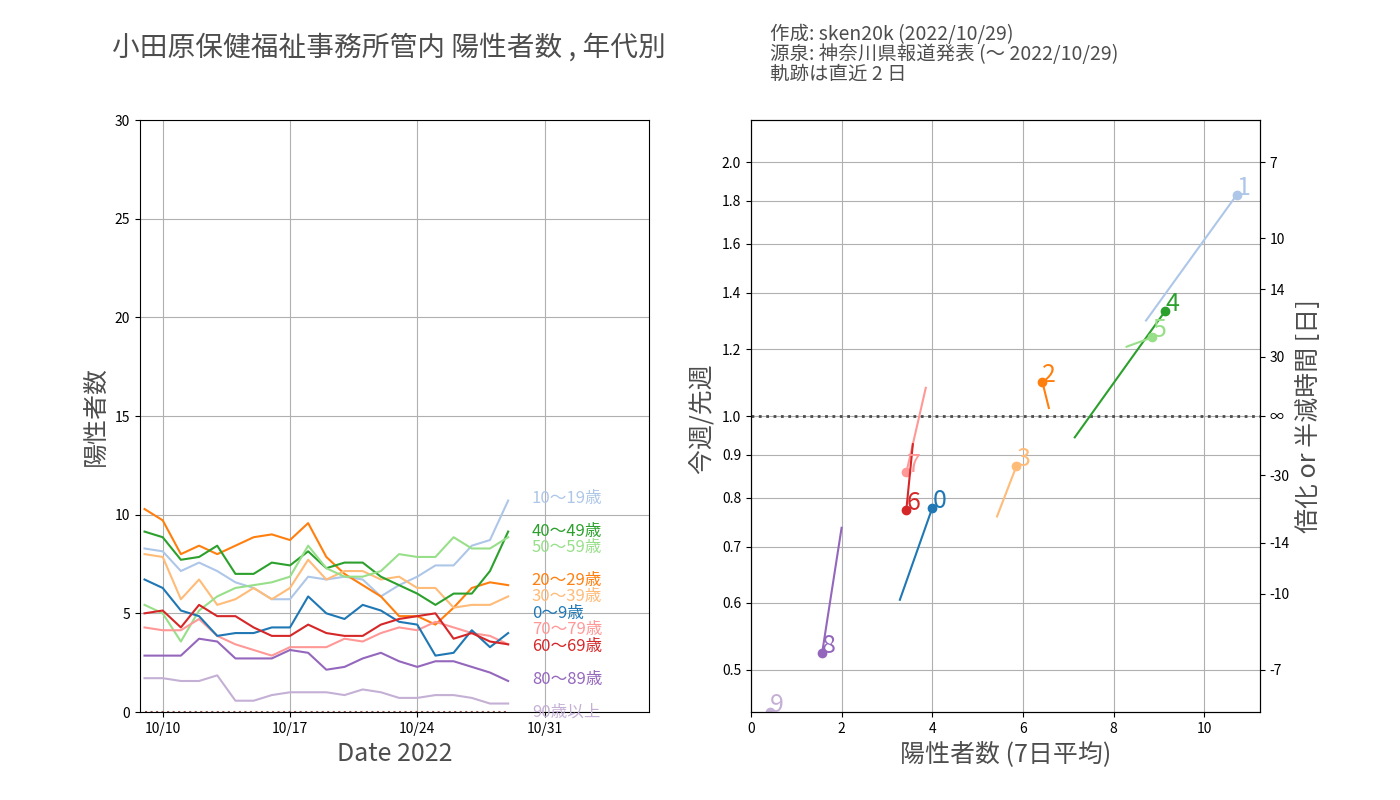 小田原保健福祉事務所管内 陽性者数 , 年代別
作成: sken20k (2022/10/29)
源泉: 神奈川県報道発表 (〜 2022/10/29)
軌跡は直近 2 日
陽性者数
30
25
20
15
10
5
0
10/10
10/17
10/24
10/31
Date 2022
10〜19歳
40〜49歳
50〜59歳
20〜29歳
30〜39歳
0〜9歳
70〜79歳
60〜69歳
80〜89歳
90歳以上
今週/先週
2.0
1.8
1.6
1.4
1.2
1.0
0.9
0.8
0.7
0.6
0.5
0
2
4
6
8
10
陽性者数 (7日平均)
1
4
5
2
3
7
6
0
8
9
7
10
14
30
∞
-30
-14
-10
-7
倍化 or 半減時間 [日]